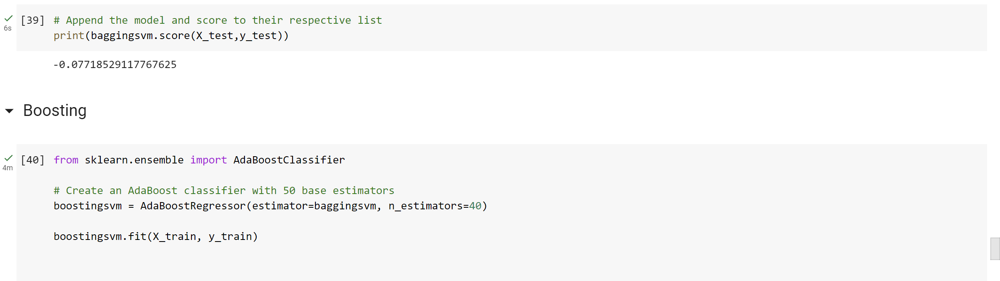 [39] # Append the model and score to their respective list
6s
print(baggingsvm.score(X_test,y_test))
-0.07718529117767625
Boosting
[40] from sklearn.ensemble import AdaBoostClassifier
4m
# Create an AdaBoost classifier with 50 base estimators
boostingsvm = AdaBoostRegressor(estimator=baggingsvm, n_estimators=40)
boostingsvm.fit(X_train, y_train)